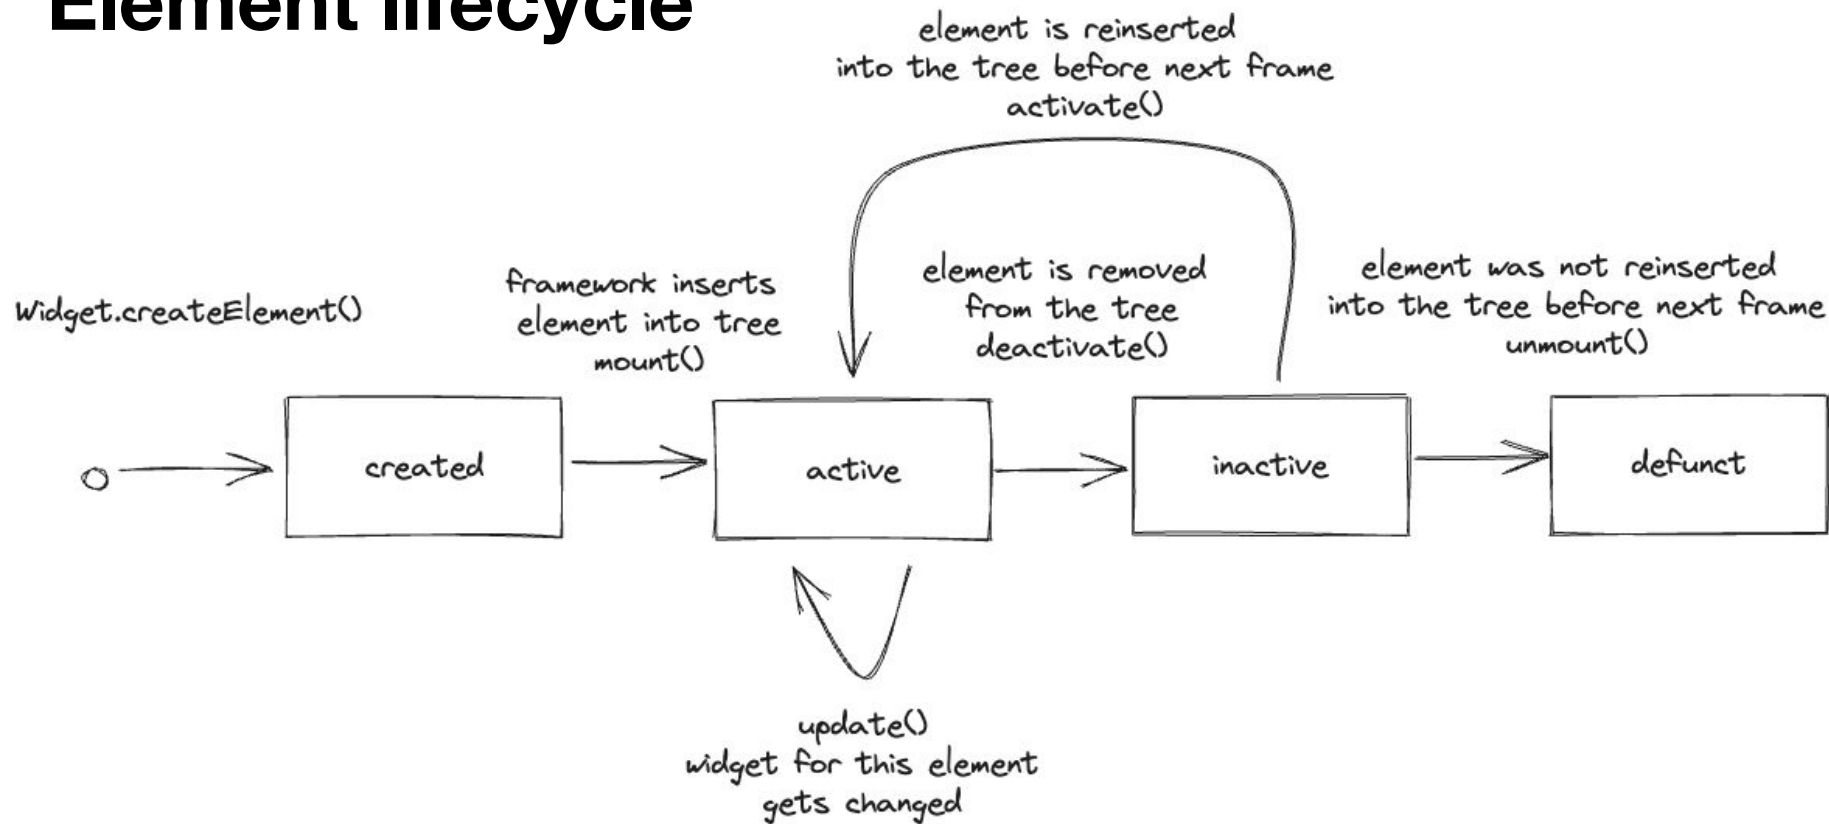 Element lifecycle
element is reinserted
into the tree before next frame
activate()
Widget.createElement()
framework inserts
element into tree
mount()
element is removed
from the tree
deactivate()
element was not reinserted
into the tree before next frame
unmount()
created
active
inactive
defunct
update()
widget for this element
gets changed